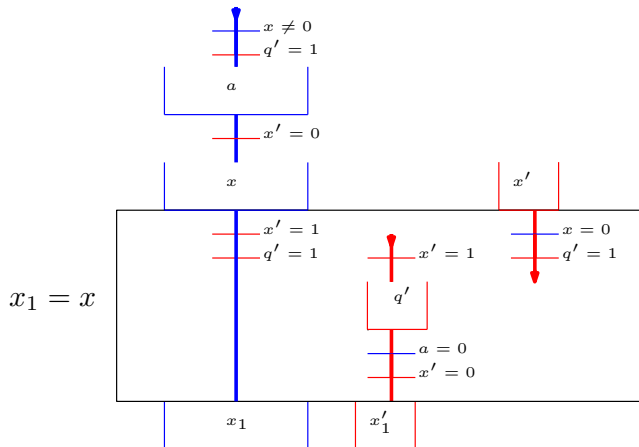 x ≠ 0
q′ = 1
a
x′ = 0
x
x′
x′ = 1
q′ = 1
x = 0
q′ = 1
x′ = 1
q′
x₁ = x
a = 0
x′ = 0
x₁
x′₁